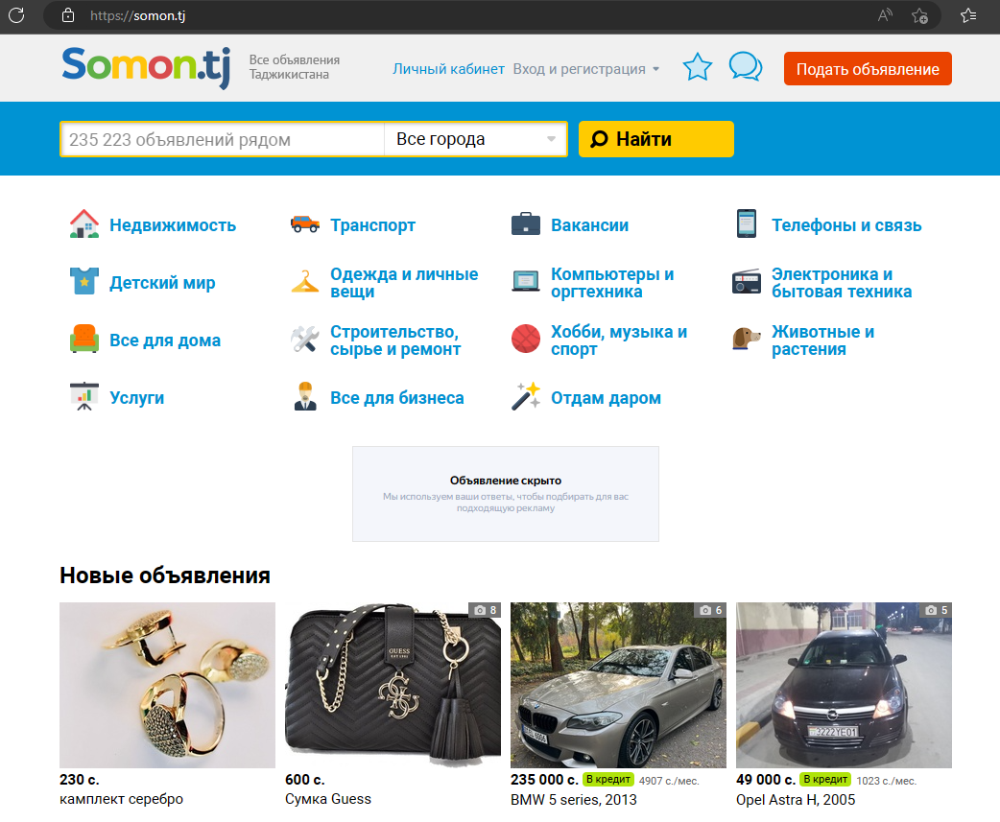 https://somon.tj
Somon.tj
Все объявления
Таджикистана
Личный кабинет Вход и регистрация
Подать объявление
235 223 объявлений рядом
Все города
Найти
Недвижимость
Транспорт
Вакансии
Телефоны и связь
Детский мир
Одежда и личные
вещи
Компьютеры и
оргтехника
Электроника и
бытовая техника
Все для дома
Строительство,
сырье и ремонт
Хобби, музыка и
спорт
Животные и
растения
Услуги
Все для бизнеса
Отдам даром
Объявление скрыто
Мы используем ваши ответы, чтобы подбирать для вас
подходящую рекламу
Новые объявления
8
6
5
GUESS
3222YE01
230 с.
камплект серебро
600 с.
Сумка Guess
235 000 с. В кредит 4907 с./мес.
BMW 5 series, 2013
49 000 с. В кредит 1023 с./мес.
Opel Astra H, 2005